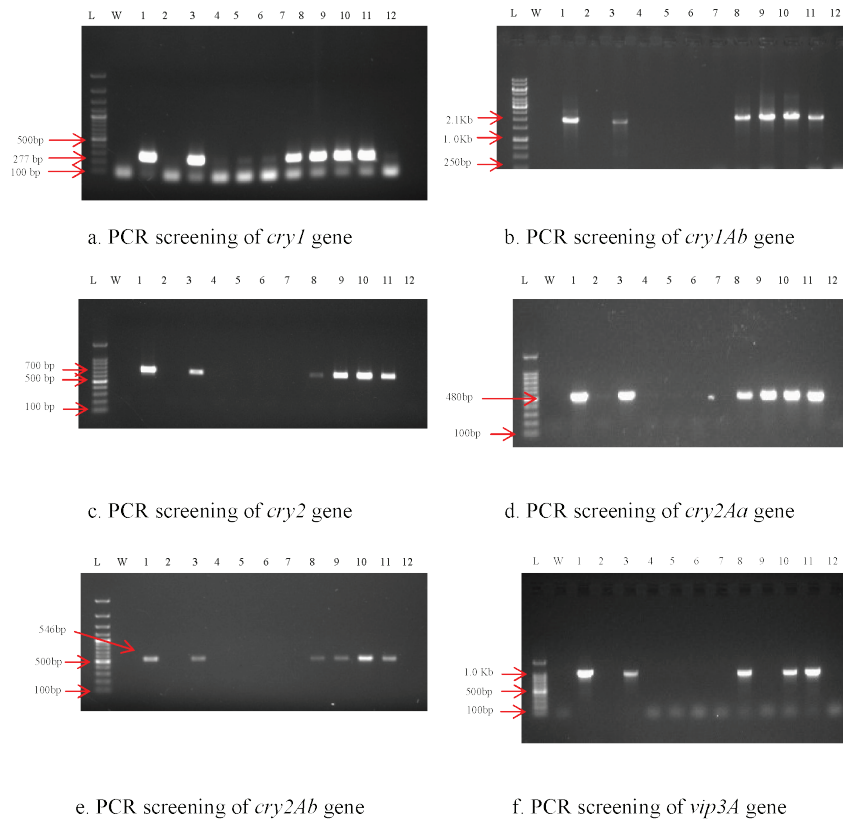 L W 1 2 3 4 5 6 7 8 9 10 11 12
500bp
277 bp
100 bp
a. PCR screening of cry1 gene
L W 1 2 3 4 5 6 7 8 9 10 11 12
2.1Kb
1. 0Kb
250bp
b. PCR screening of cry1Ab gene
L W 1 2 3 4 5 6 7 8 9 10 11 12
700 bp
500 bp
100 bp
c. PCR screening of cry2 gene
L W 1 2 3 4 5 6 7 8 9 10 11 12
480bp
100bp
d. PCR screening of cry2Aa gene
L W 1 2 3 4 5 6 7 8 9 10 11 12
546bp
500bp
100bp
e. PCR screening of cry2Ab gene
L W 1 2 3 4 5 6 7 8 9 10 11 12
1.0 Kb
500bp
100bp
f. PCR screening of vip3A gene